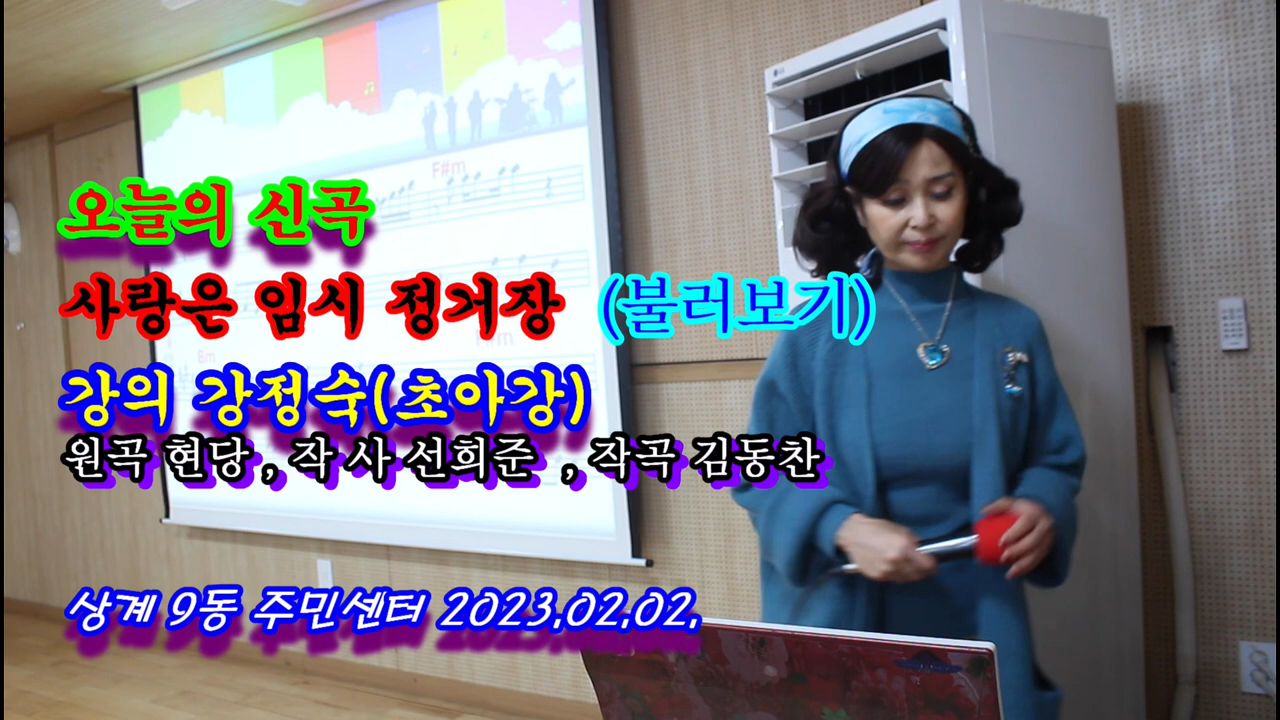 F#m
오늘의 신곡
사랑은 임시 정거장 (불러보기)
Bm
강의 강정숙(초아강)
원곡 현당 , 작 사 선희준 , 작곡 김동찬
상계 9동 주민센터 2023.02.02.